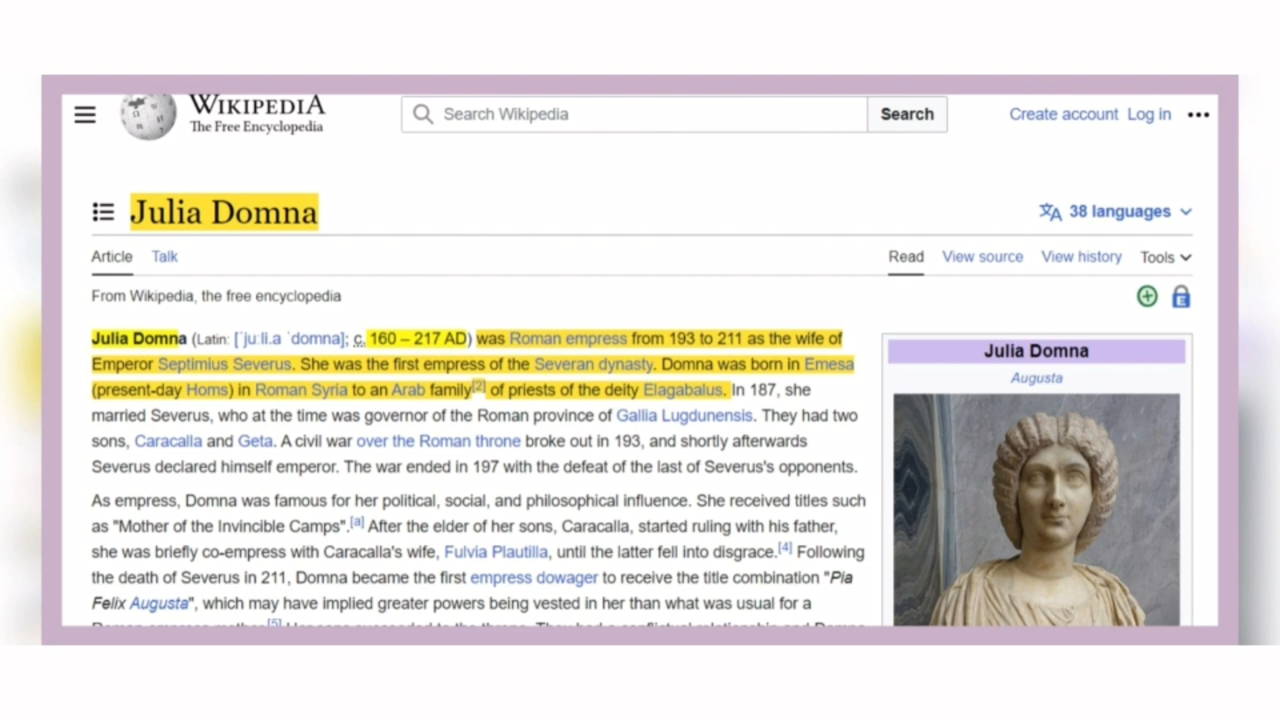 WIKIPEDIA
The Free Encyclopedia
Search Wikipedia
Search
Create account Log in
Julia Domna
38 languages
Article Talk
Read View source View history Tools
From Wikipedia, the free encyclopedia
Julia Domna (Latin: [ˈjuːli.a ˈdomna]; c. 160 – 217 AD) was Roman empress from 193 to 211 as the wife of
Emperor Septimius Severus. She was the first empress of the Severan dynasty. Domna was born in Emesa
(present-day Homs) in Roman Syria to an Arab family[2] of priests of the deity Elagabalus. In 187, she
married Severus, who at the time was governor of the Roman province of Gallia Lugdunensis. They had two
sons, Caracalla and Geta. A civil war over the Roman throne broke out in 193, and shortly afterwards
Severus declared himself emperor. The war ended in 197 with the defeat of the last of Severus's opponents.
As empress, Domna was famous for her political, social, and philosophical influence. She received titles such
as "Mother of the Invincible Camps".[a] After the elder of her sons, Caracalla, started ruling with his father,
she was briefly co-empress with Caracalla's wife, Fulvia Plautilla, until the latter fell into disgrace.[4] Following
the death of Severus in 211, Domna became the first empress dowager to receive the title combination "Pia
Felix Augusta", which may have implied greater powers being vested in her than what was usual for a
[5]
Julia Domna
Augusta